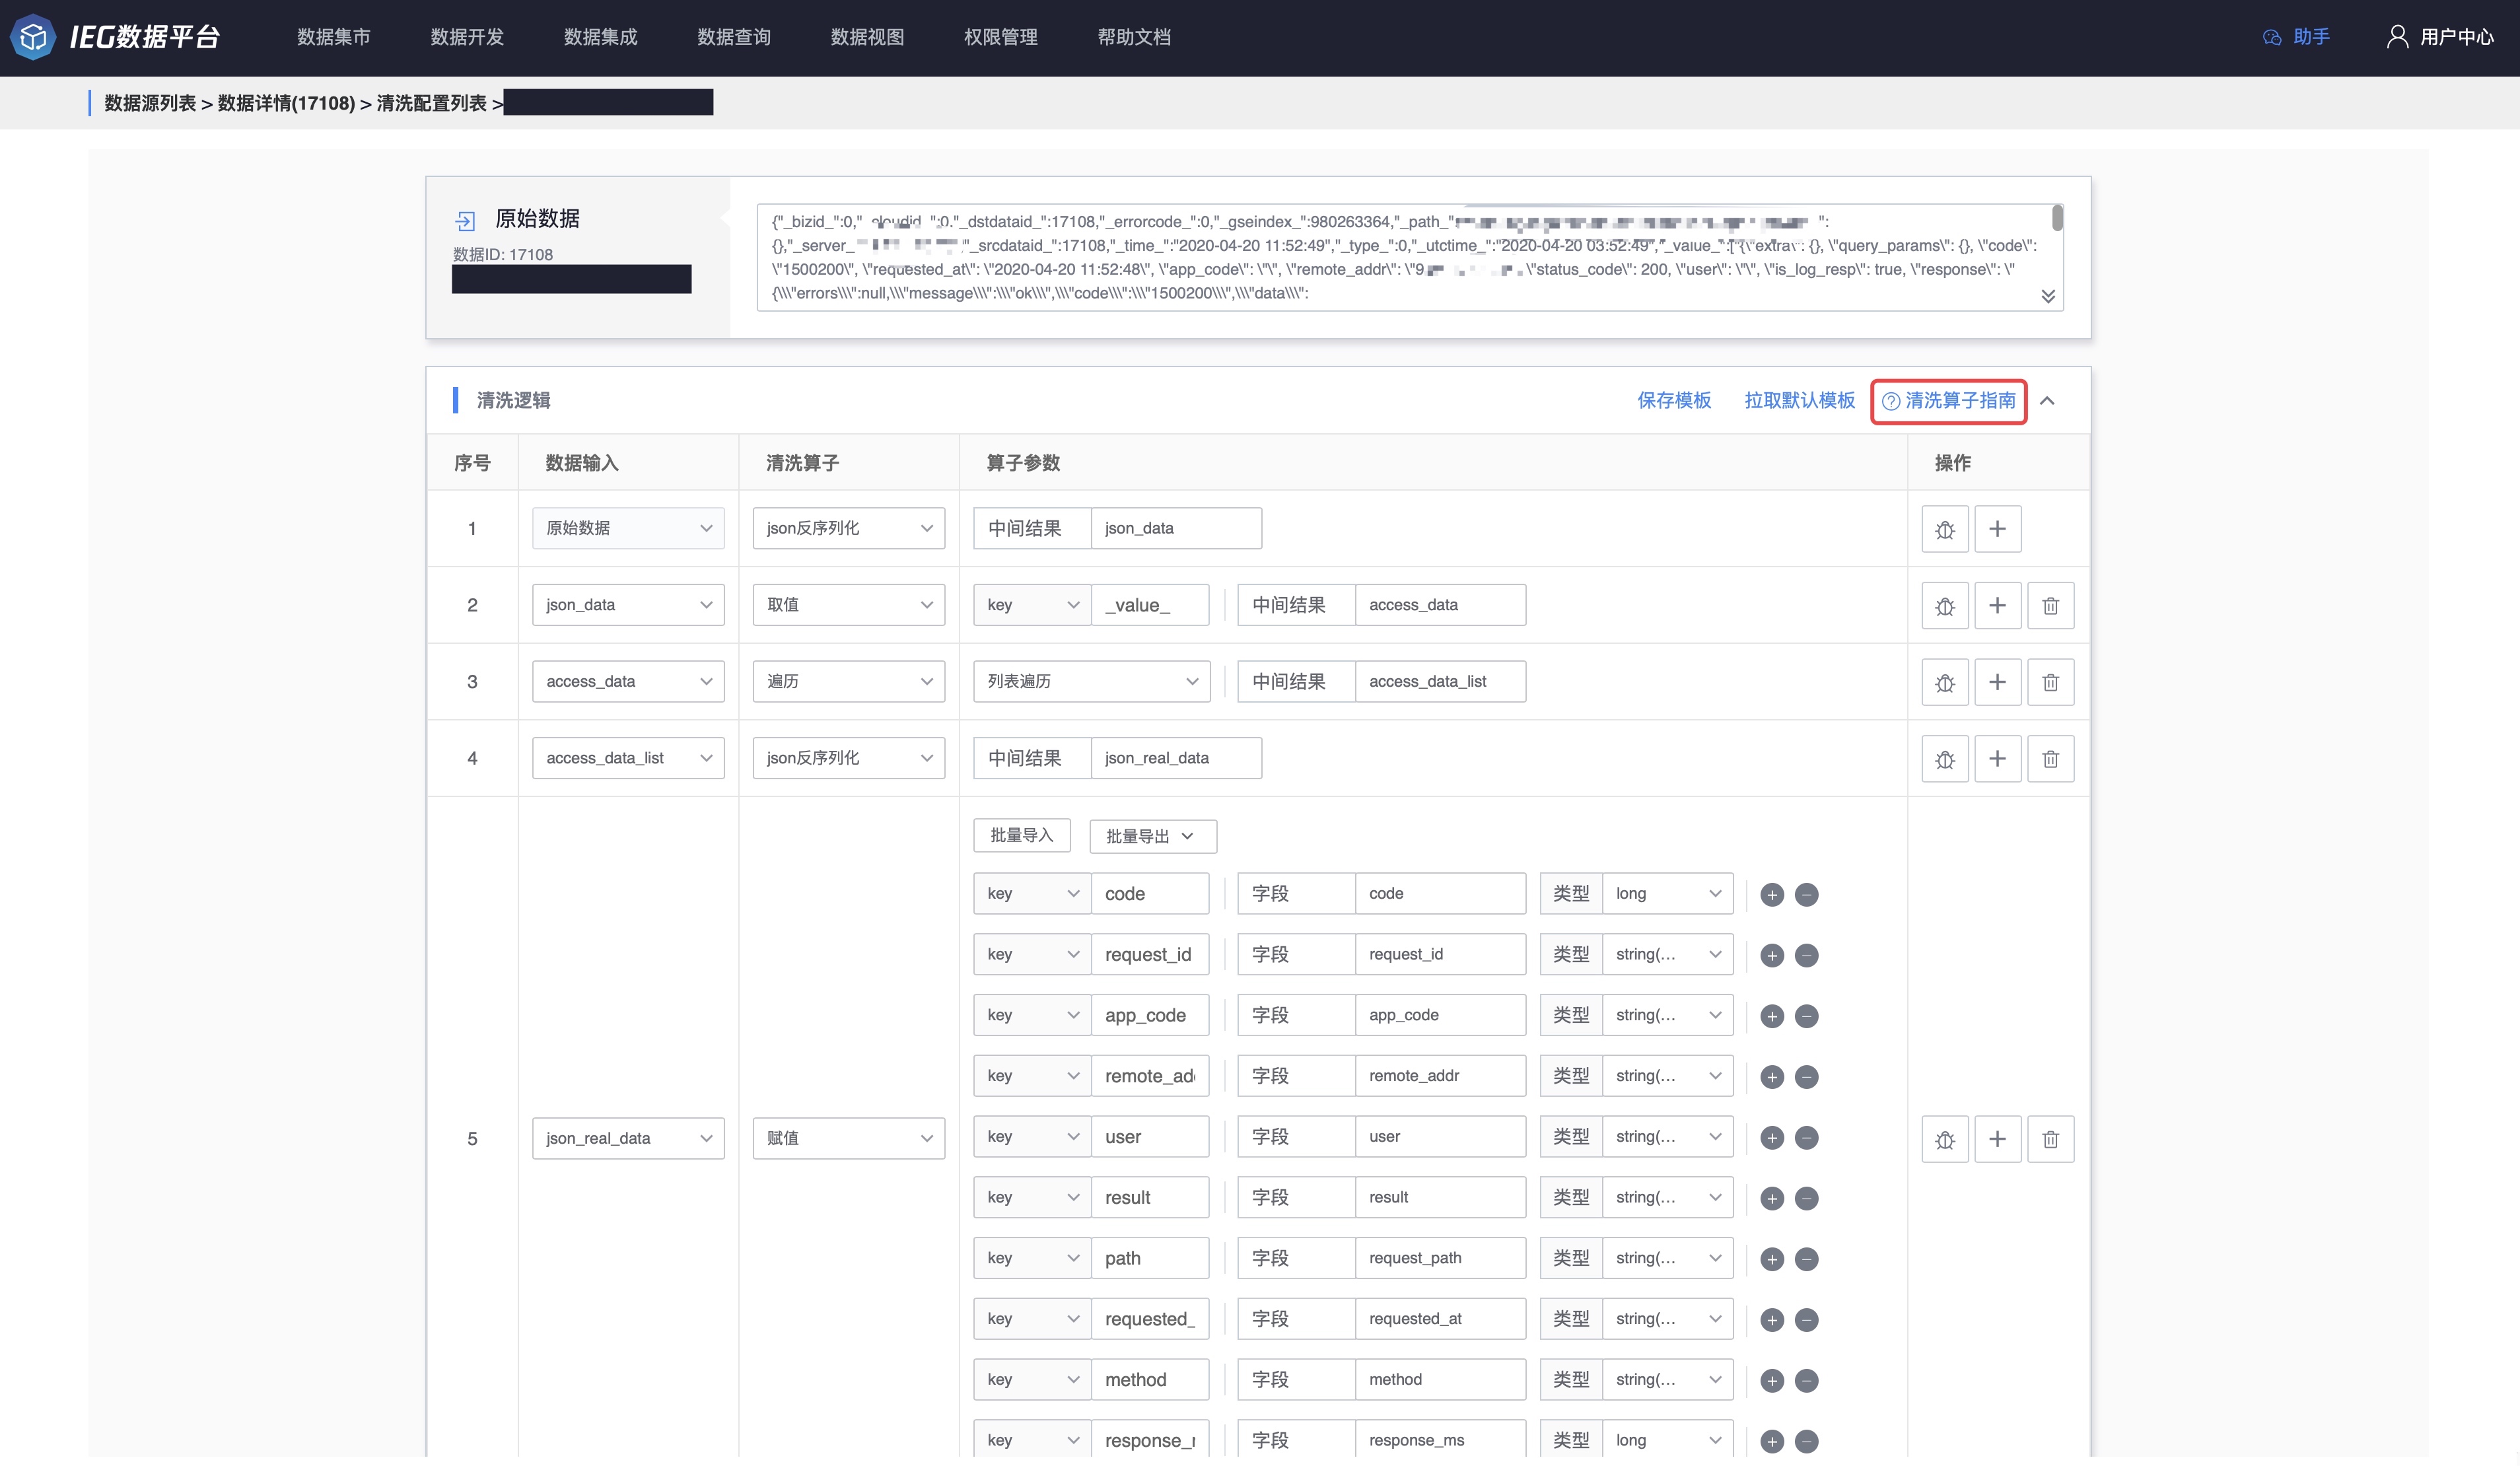 IEG数据平台 数据集市 数据开发 数据集成 数据查询 数据视图 权限管理 帮助文档 助手 用户中心
数据源列表 > 数据详情(17108) > 清洗配置列表 >
原始数据
数据ID: 17108
{"_bizid_":0,"_cloudid_":0,"_dstdataid_":17108,"_errorcode_":0,"_gseindex_":980263364,"_path_" ":
{},"_server_ "_srcdataid_":17108,"_time_":"2020-04-20 11:52:49","_type_":0,"_utctime_":"2020-04-20 03:52:49","_value_":["{\"extra\": {}, \"query_params\": {}, \"code\":
\"1500200\", \"requested_at\": \"2020-04-20 11:52:48\", \"app_code\": \"\", \"remote_addr\": \"9 \"status_code\": 200, \"user\": \"\", \"is_log_resp\": true, \"response\": \"
{\\\"errors\\\":null,\\\"message\\\":\\\"ok\\\",\\\"code\\\":\\\"1500200\\\",\\\"data\\\":
清洗逻辑 保存模板 拉取默认模板 清洗算子指南
序号 数据输入 清洗算子 算子参数 操作
1 原始数据 json反序列化 中间结果 json_data
2 json_data 取值 key _value_ 中间结果 access_data
3 access_data 遍历 列表遍历 中间结果 access_data_list
4 access_data_list json反序列化 中间结果 json_real_data
批量导入 批量导出
key code 字段 code 类型 long
key request_id 字段 request_id 类型 string(...
key app_code 字段 app_code 类型 string(...
key remote_ad 字段 remote_addr 类型 string(...
5 json_real_data 赋值 key user 字段 user 类型 string(...
key result 字段 result 类型 string(...
key path 字段 request_path 类型 string(...
key requested_ 字段 requested_at 类型 string(...
key method 字段 method 类型 string(...
key response_ 字段 response_ms 类型 long